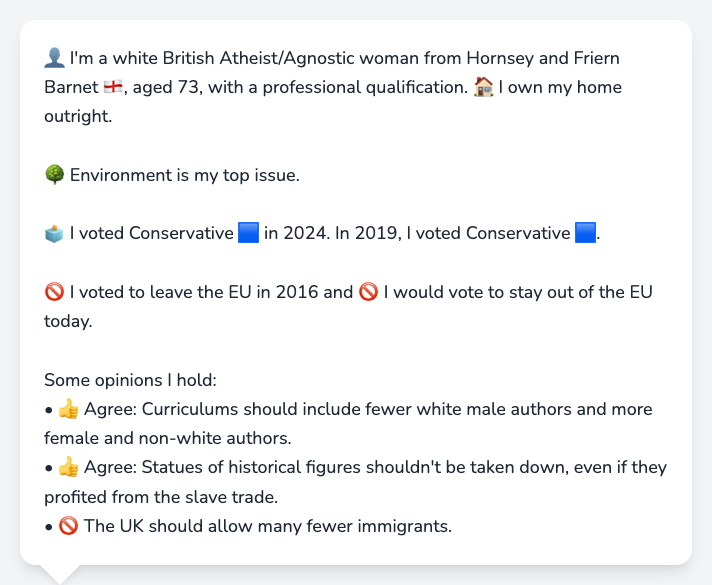 👤 I'm a white British Atheist/Agnostic woman from Hornsey and Friern
Barnet 🏴󠁧󠁢󠁥󠁮󠁧󠁿, aged 73, with a professional qualification. 🏠 I own my home
outright.
🌳 Environment is my top issue.
🗳️ I voted Conservative 🟦 in 2024. In 2019, I voted Conservative 🟦.
🚫 I voted to leave the EU in 2016 and 🚫 I would vote to stay out of the EU
today.
Some opinions I hold:
• 👍 Agree: Curriculums should include fewer white male authors and more
female and non-white authors.
• 👍 Agree: Statues of historical figures shouldn't be taken down, even if they
profited from the slave trade.
• 🚫 The UK should allow many fewer immigrants.